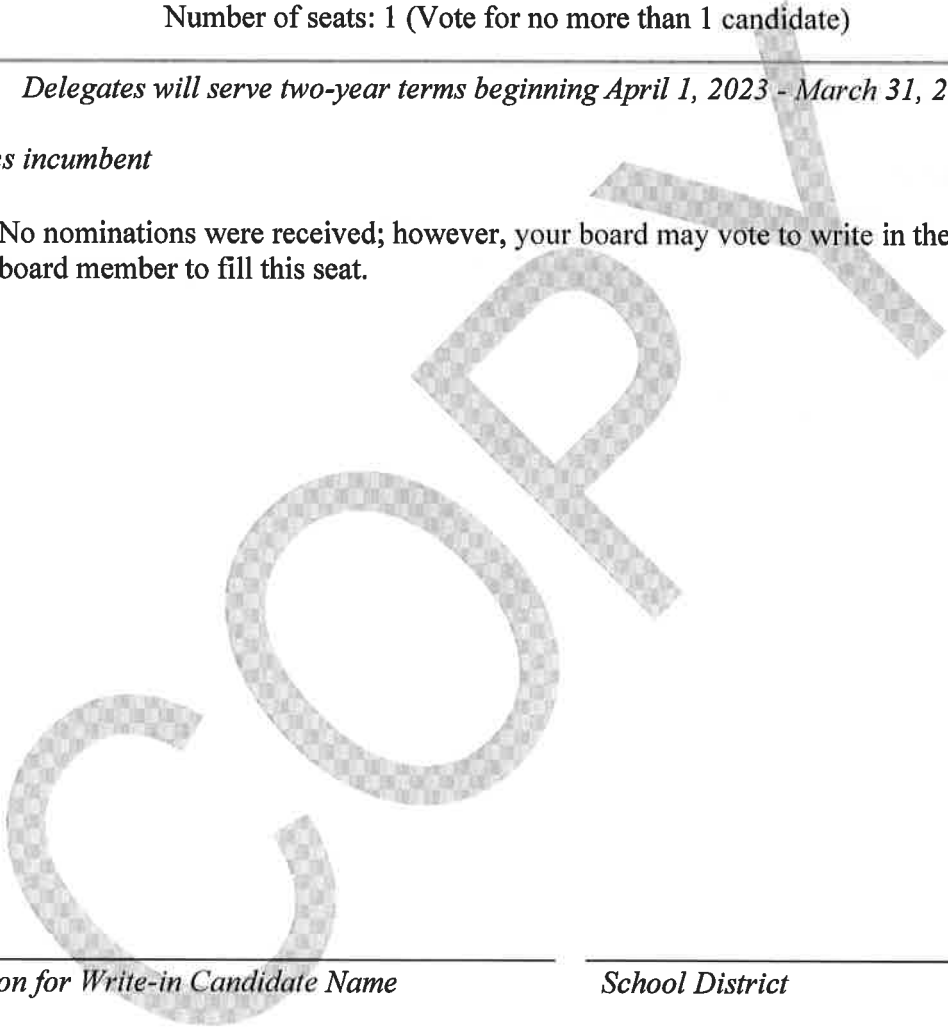 Number of seats: 1 (Vote for no more than 1 candidate)
Delegates will serve two-year terms beginning April 1, 2023 - March 31, 2
s incumbent
No nominations were received; however, your board may vote to write in the
board member to fill this seat.
COPY
on for Write-in Candidate Name School District